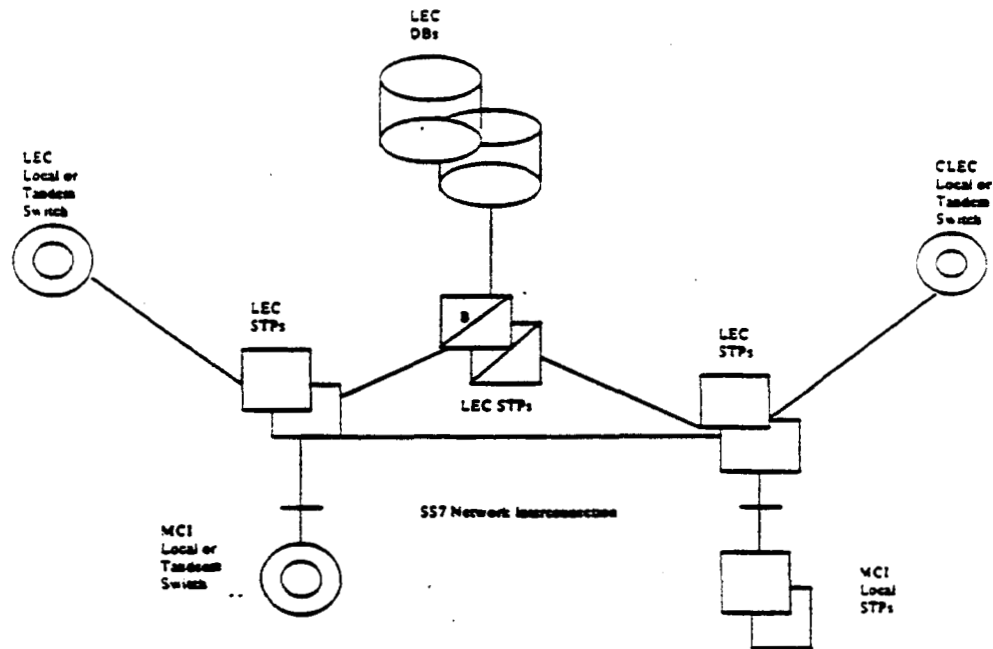 LEC
DBs
LEC
Local or
Tandem
Switch
CLEC
Local or
Tandem
Switch
LEC
STPs
B
LEC STPs
LEC
STPs
SS7 Network Interconnection
MCI
Local or
Tandem
Switch
MCI
Local
STPs